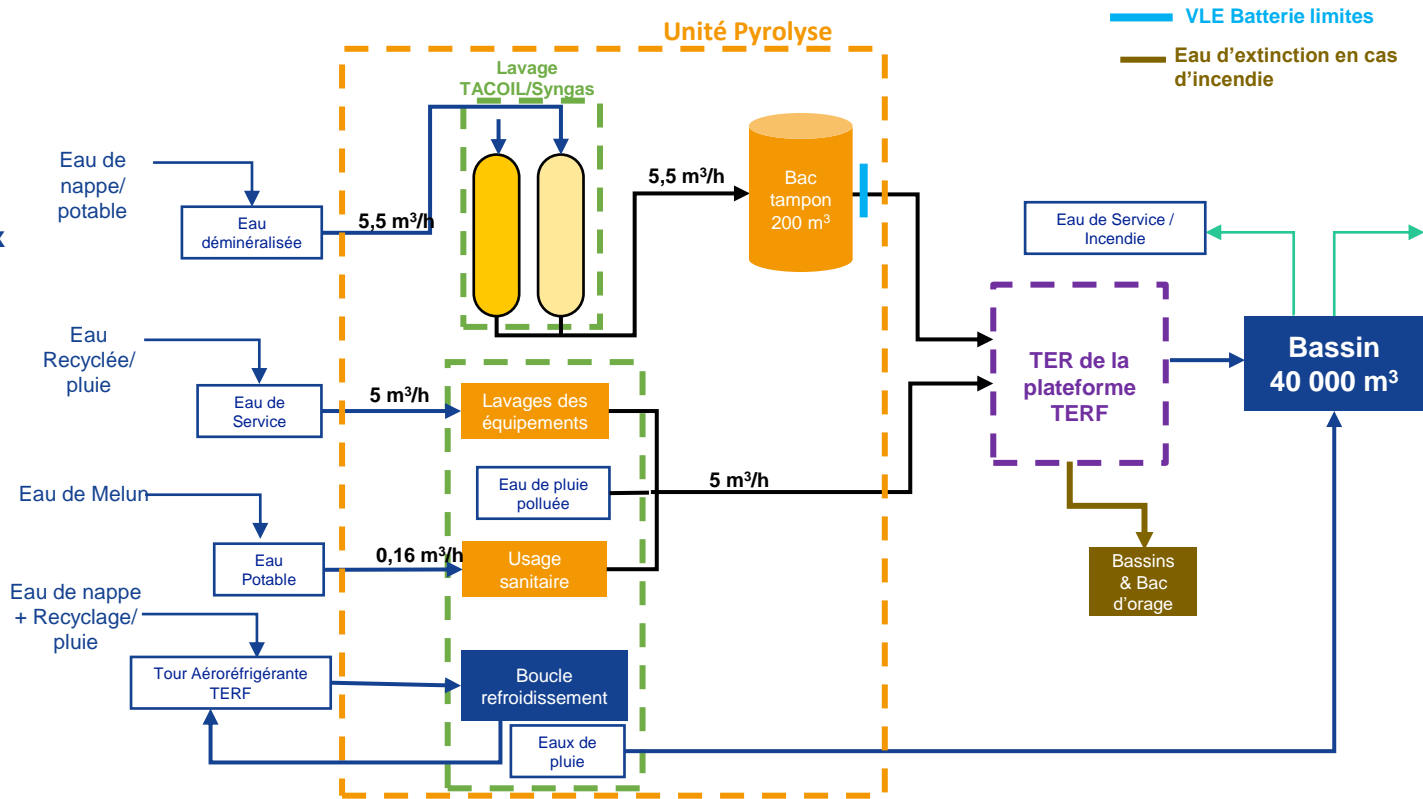 VLE Batterie limites
Eau d'extinction en cas
d'incendie
Unité Pyrolyse
Lavage
TACOIL/Syngas
Eau de
nappe/
potable
Eau
déminéralisée
5,5 m³/h
5,5 m³/h
Bac
tampon
200 m³
Eau de Service /
Incendie
x
Eau
Recyclée/
pluie
Eau de
Service
5 m³/h
Lavages des
équipements
Eau de pluie
polluée
5 m³/h
TER de la
plateforme
TERF
Bassin
40 000 m³
Eau de Melun
Eau
Potable
0,16 m³/h
Usage
sanitaire
Bassins
& Bac
d'orage
Eau de nappe
+ Recyclage/
pluie
Tour Aéroréfrigérante
TERF
Boucle
refroidissement
Eaux de
pluie